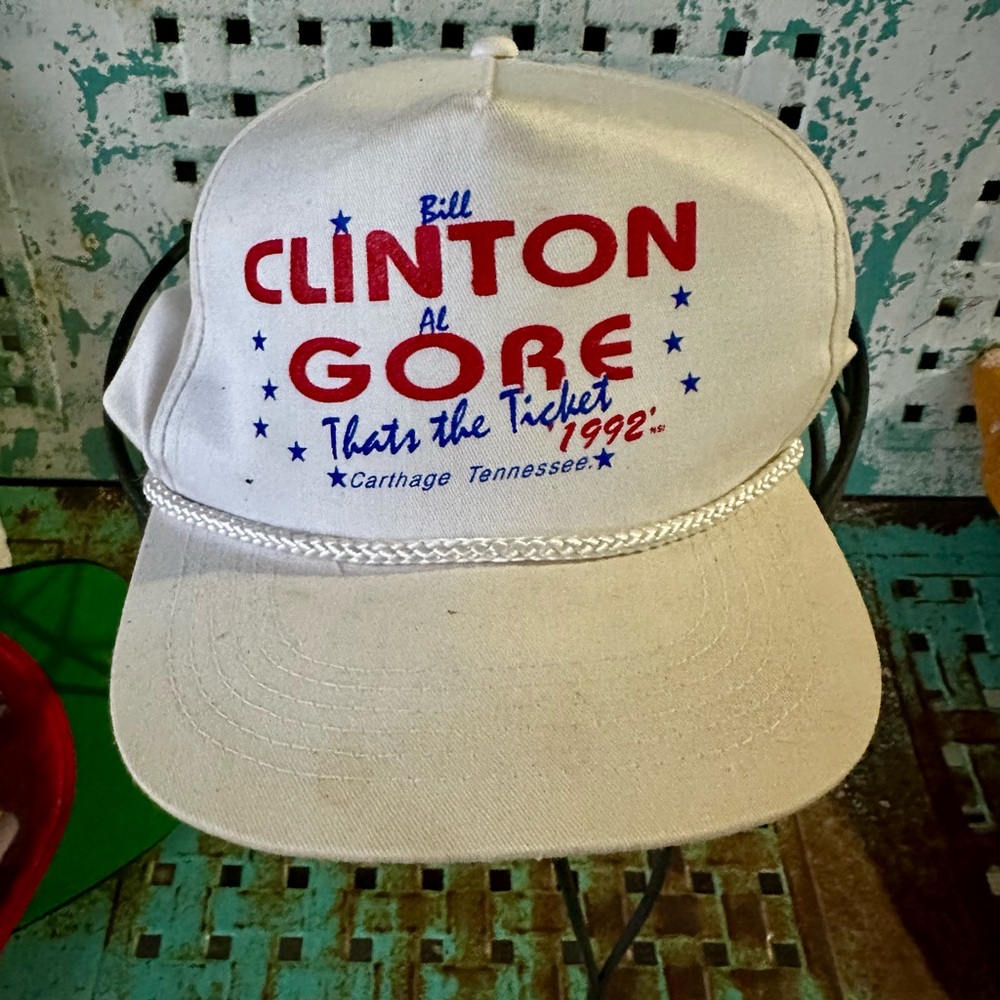 Bill
CLINTON
Al
GORE
Thats the Ticket
'1992'
Carthage Tennessee.